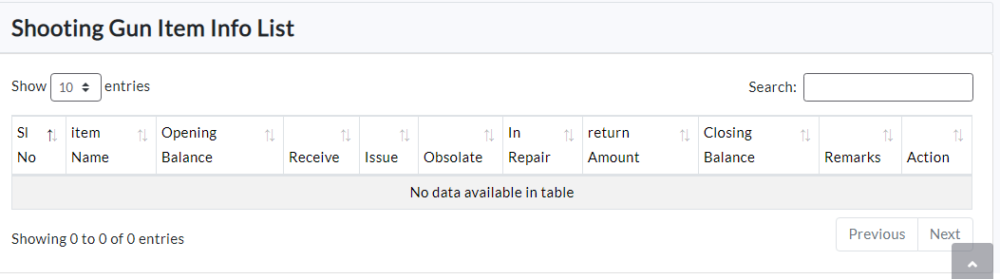 Shooting Gun Item Info List
Show 10 entries
Search:
Sl No
item Name
Opening Balance
Receive
Issue
Obsolate
In Repair
return Amount
Closing Balance
Remarks
Action
No data available in table
Showing 0 to 0 of 0 entries
Previous Next